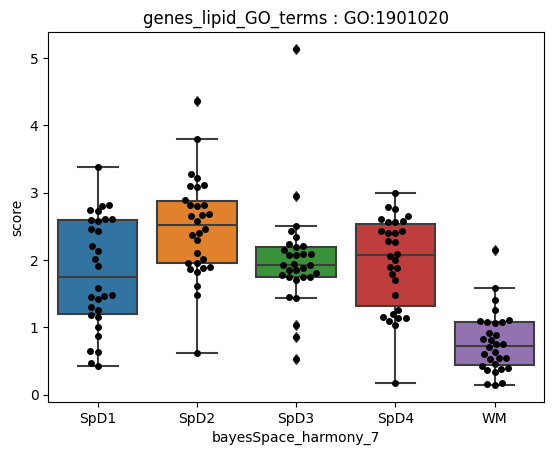 genes_lipid_GO_terms : GO:1901020
5
4
3
2
1
0
score
SpD1 SpD2 SpD3 SpD4 WM
bayesSpace_harmony_7